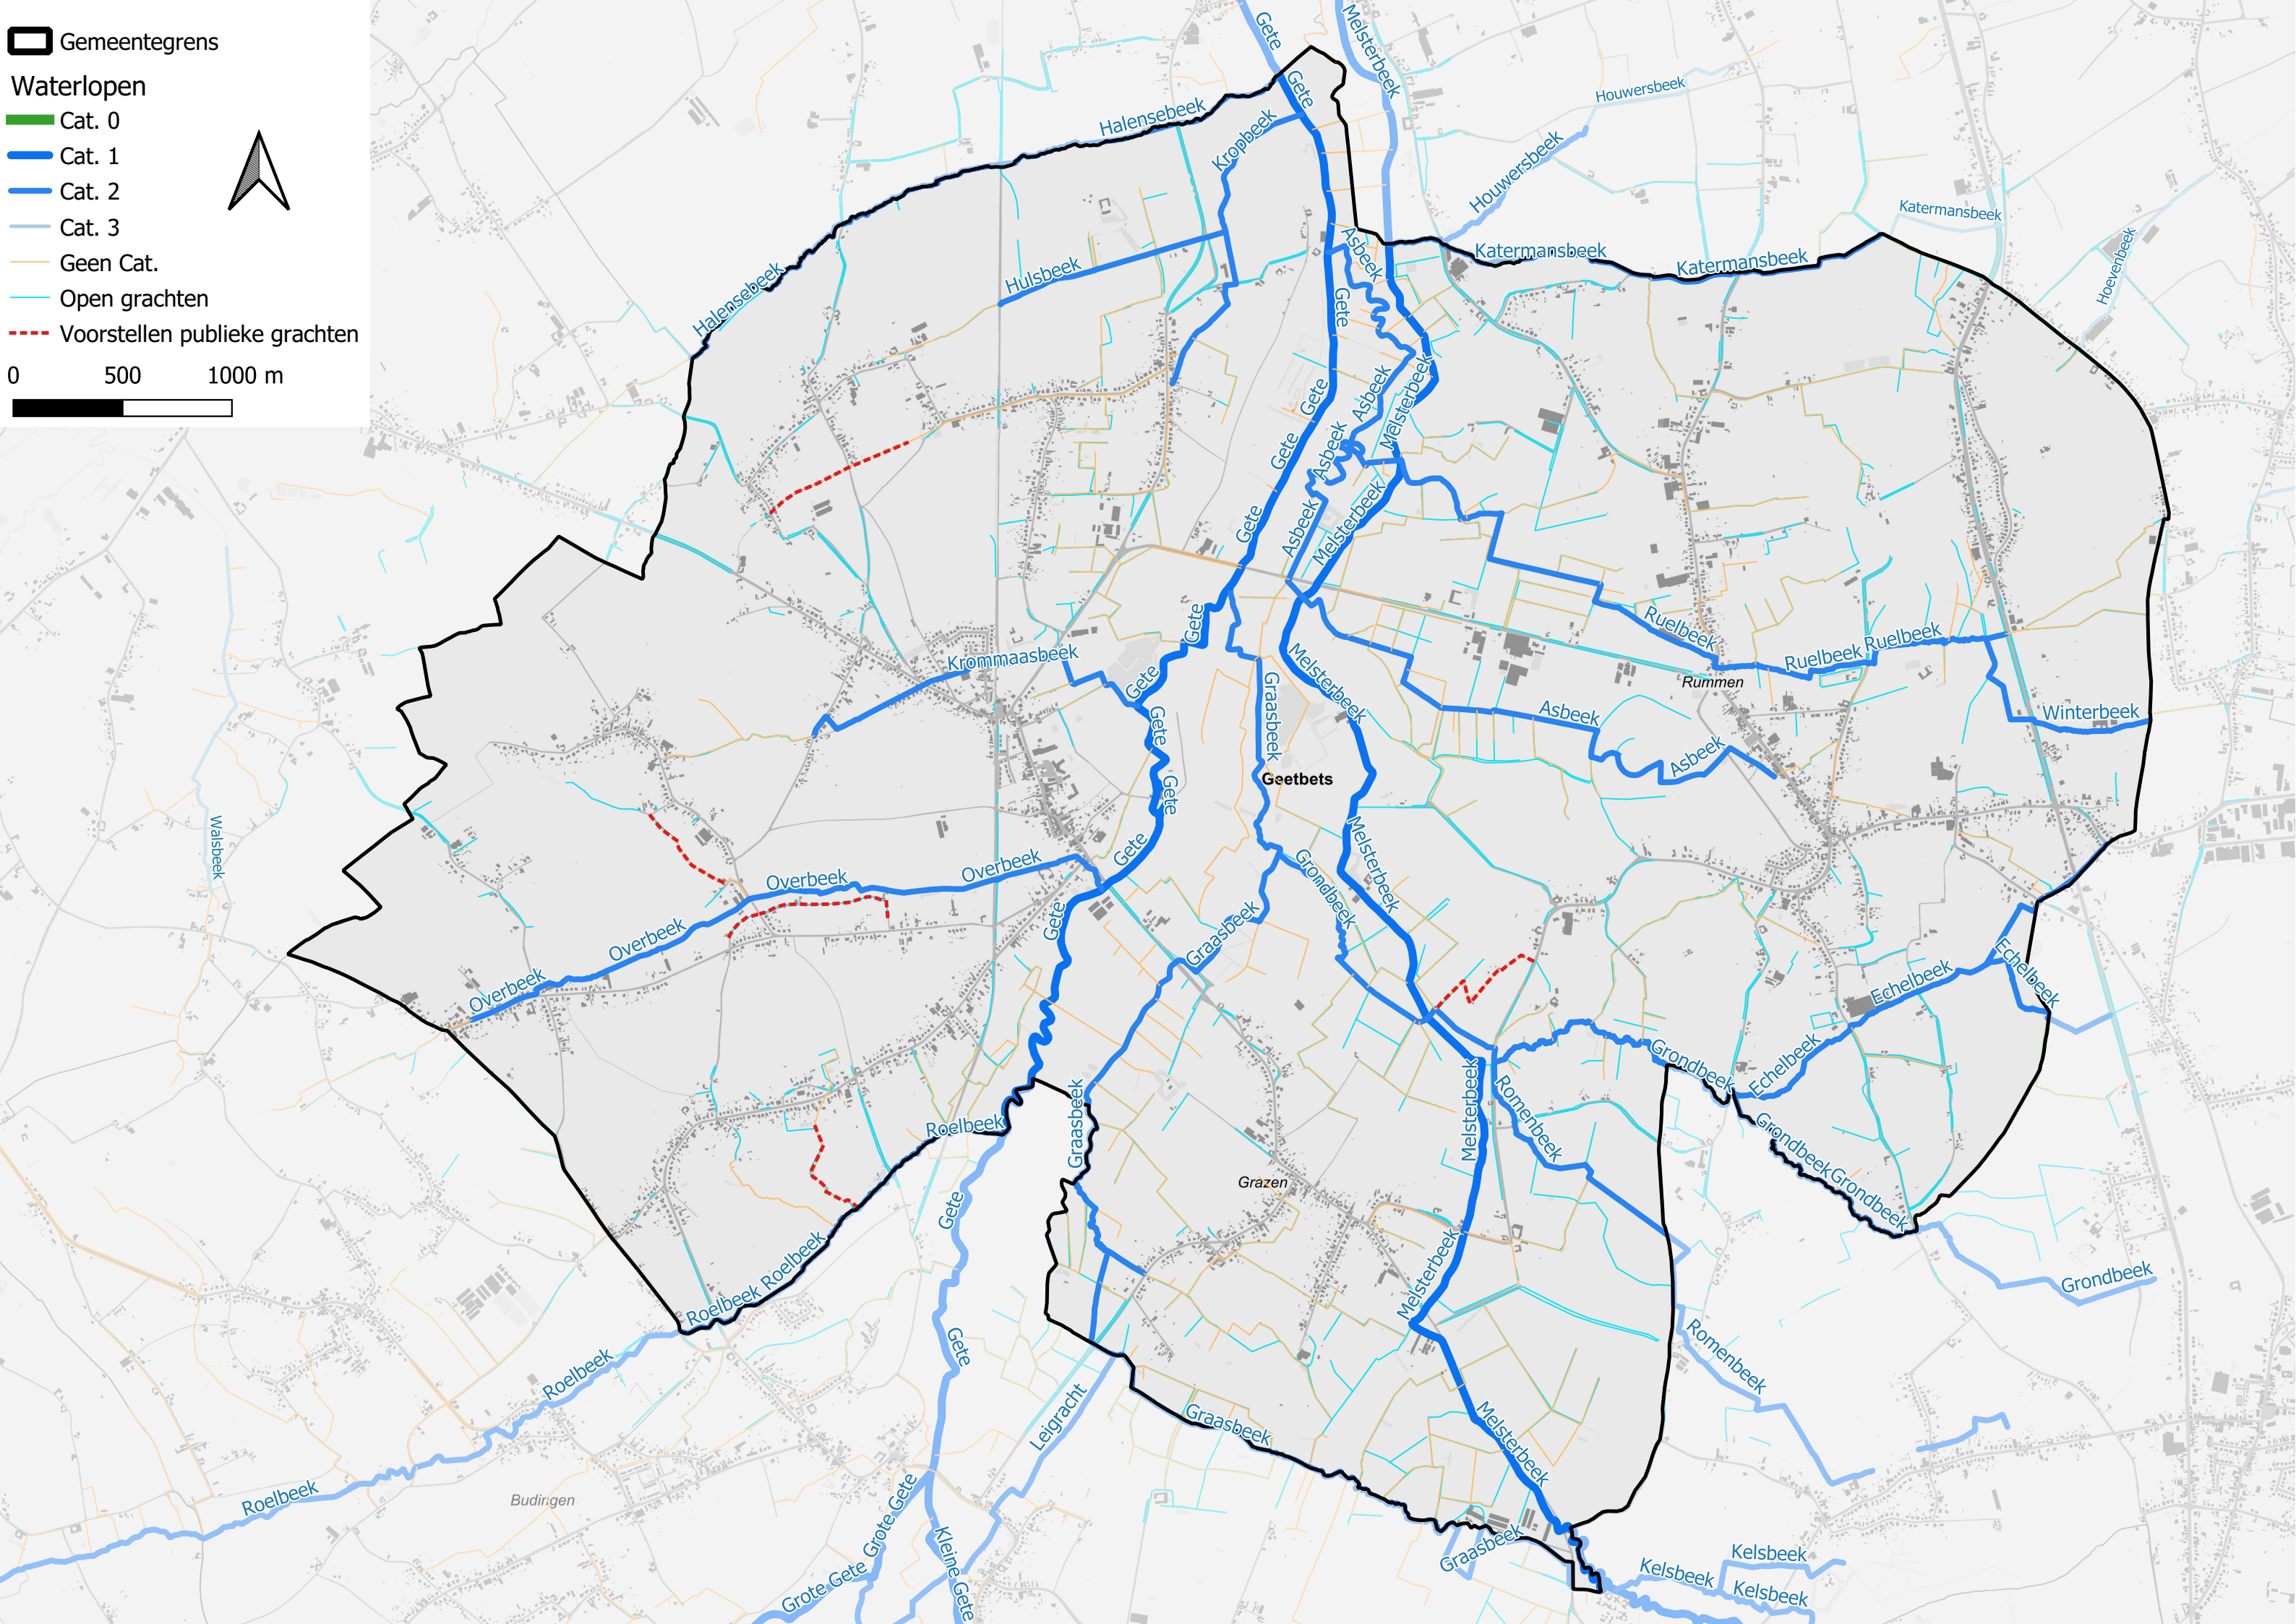 Gemeentegrens
Waterlopen
Cat. 0
Cat. 1
Cat. 2
Cat. 3
Geen Cat.
Open grachten
Voorstellen publieke grachten
0 500 1000 m
Gete
Melsterbeek
Gete
Halensebeek
Kropbeek
Houwersbeek
Houwersbeek
Katermansbeek
Katermansbeek
Katermansbeek
Hoevenbeek
Asbeek
Hulsbeek
Halensebeek
Gete
Melsterbeek
Asbeek
Gete
Gete
Asbeek
Melsterbeek
Gete
Asbeek
Melsterbeek
Gete
Ruelbeek
Ruelbeek
Ruelbeek
Krommaasbeek
Gete
Gete
Gete
Graasbeek
Melsterbeek
Rummen
Asbeek
Asbeek
Winterbeek
Geetbets
Walsbeek
Overbeek
Overbeek
Overbeek
Overbeek
Gete
Gete
Grondbeek
Melsterbeek
Graasbeek
Echelbeek
Echelbeek
Echelbeek
Grondbeek
Grondbeek
Grondbeek
Grondbeek
Graasbeek
Melsterbeek
Romenbeek
Roelbeek
Gete
Grazen
Roelbeek
Roelbeek
Melsterbeek
Gete
Romenbeek
Roelbeek
Leigracht
Graasbeek
Melsterbeek
Roelbeek
Budingen
Grote Gete
Grote Gete
Kleine Gete
Graasbeek
Kelsbeek
Kelsbeek
Kelsbeek